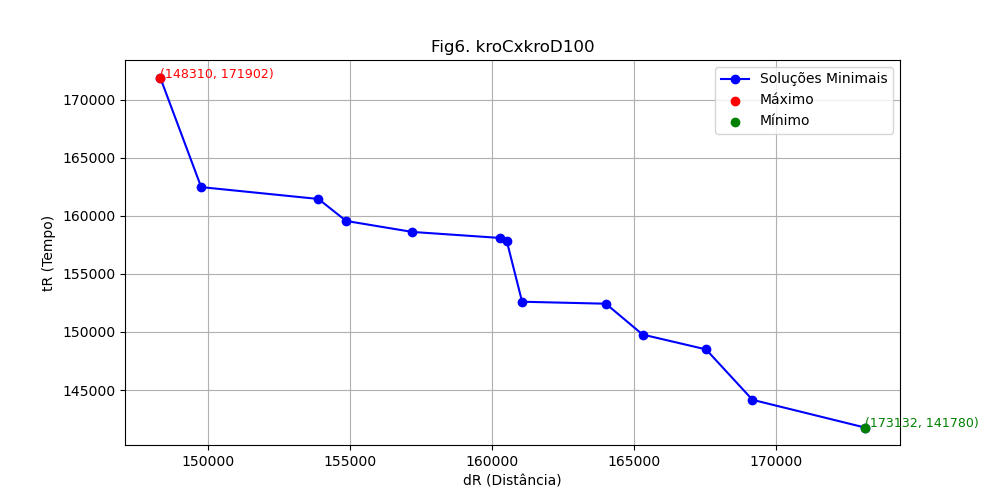 Fig6. kroCxkroD100
(148310, 171902)
Soluções Minimais
Máximo
Mínimo
170000
165000
160000
155000
150000
145000
tR (Tempo)
(173132, 141780)
150000
155000
160000
165000
170000
dR (Distância)